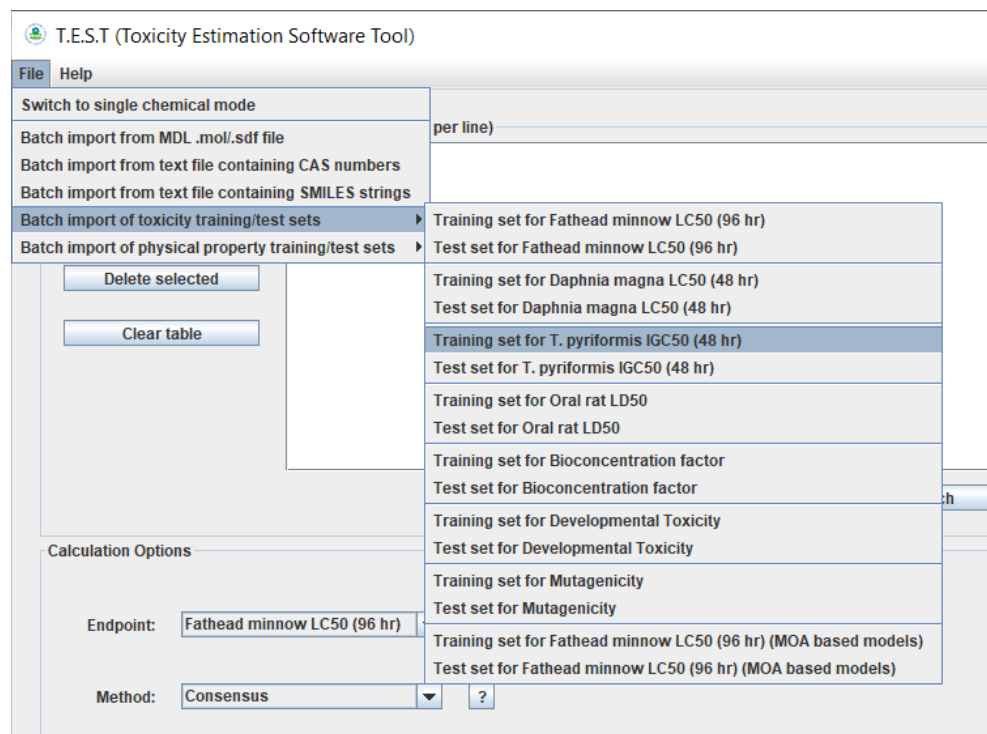 T.E.S.T (Toxicity Estimation Software Tool)
File Help
Switch to single chemical mode
per line)
Batch import from MDL .mol/.sdf file
Batch import from text file containing CAS numbers
Batch import from text file containing SMILES strings
Batch import of toxicity training/test sets
Batch import of physical property training/test sets
Training set for Fathead minnow LC50 (96 hr)
Test set for Fathead minnow LC50 (96 hr)
Training set for Daphnia magna LC50 (48 hr)
Test set for Daphnia magna LC50 (48 hr)
Training set for T. pyriformis IGC50 (48 hr)
Test set for T. pyriformis IGC50 (48 hr)
Training set for Oral rat LD50
Test set for Oral rat LD50
Training set for Bioconcentration factor
Test set for Bioconcentration factor
Training set for Developmental Toxicity
Test set for Developmental Toxicity
Training set for Mutagenicity
Test set for Mutagenicity
Training set for Fathead minnow LC50 (96 hr) (MOA based models)
Test set for Fathead minnow LC50 (96 hr) (MOA based models)
Delete selected
Clear table
Calculation Options
Endpoint: Fathead minnow LC50 (96 hr)
Method: Consensus ?